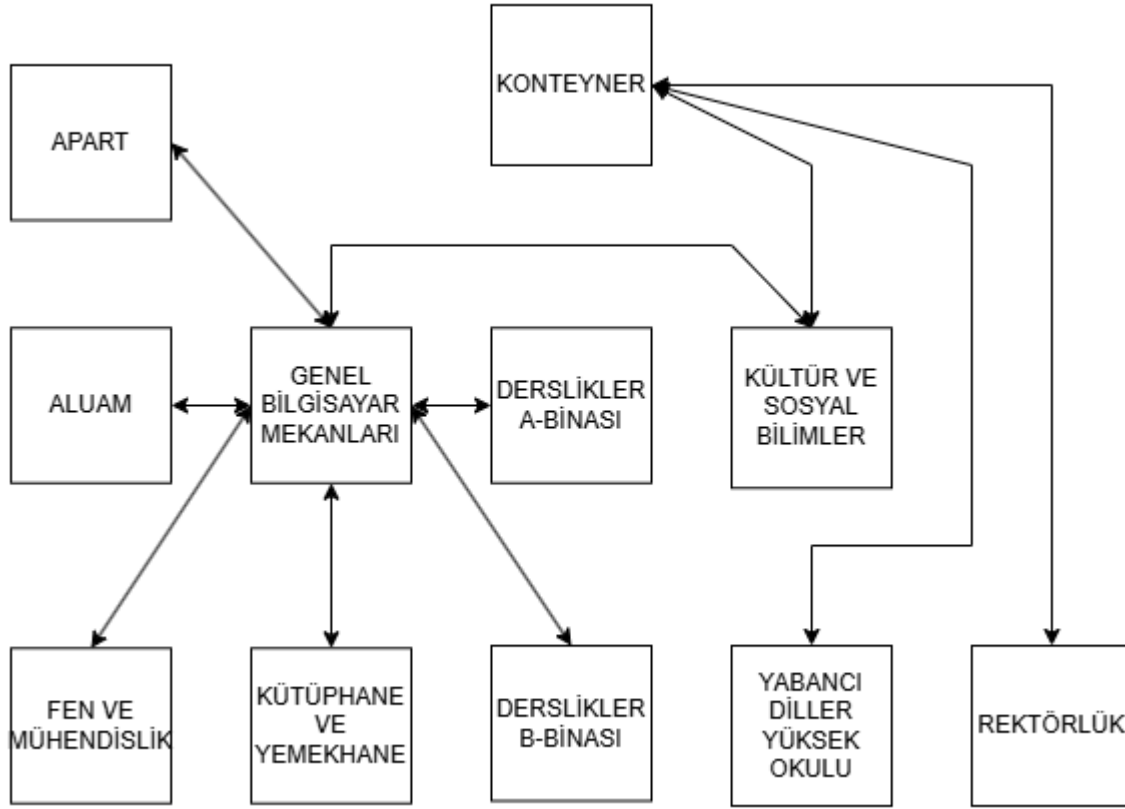 KONTEYNER
APART
ALUAM
GENEL
BİLGİSAYAR
MEKANLARI
DERSLİKLER
A-BİNASI
KÜLTÜR VE
SOSYAL
BİLİMLER
FEN VE
MÜHENDİSLİK
KÜTÜPHANE
VE
YEMEKHANE
DERSLİKLER
B-BİNASI
YABANCI
DİLLER
YÜKSEK
OKULU
REKTÖRLÜK